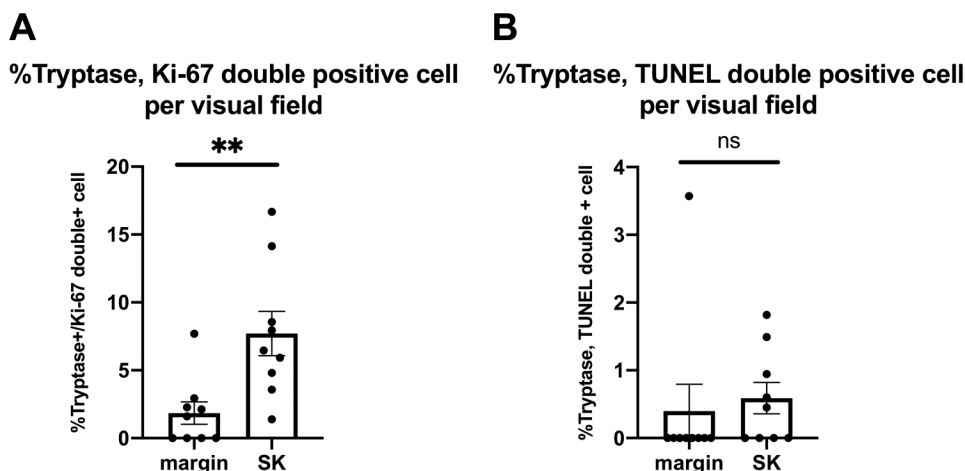 A
%Tryptase, Ki-67 double positive cell
per visual field
**
%Tryptase+/Ki-67 double+ cell
20
15
10
5
0
margin
SK
B
%Tryptase, TUNEL double positive cell
per visual field
ns
%Tryptase, TUNEL double + cell
4
3
2
1
0
margin
SK